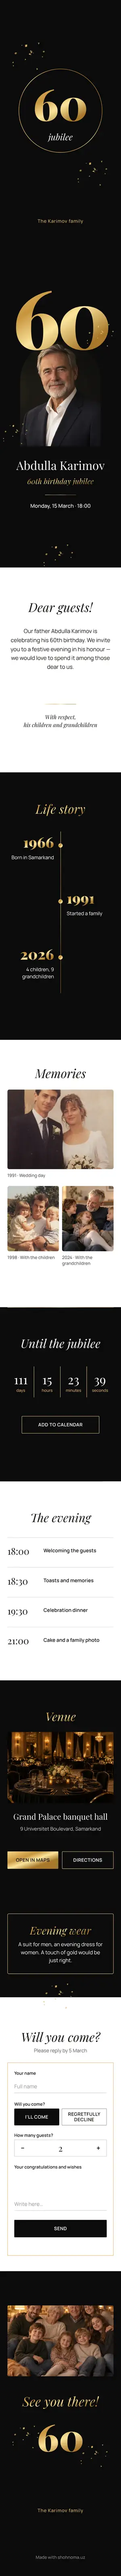 60
jubilee
The Karimov family
60
Abdulla Karimov
60th birthday jubilee
Monday, 15 March · 18:00
Dear guests!
Our father Abdulla Karimov is
celebrating his 60th birthday. We invite
you to a festive evening in his honour —
we would love to spend it among those
dear to us.
With respect,
his children and grandchildren
Life story
1966
Born in Samarkand
1991
Started a family
2026
4 children, 9
grandchildren
Memories
1991 · Wedding day
1998 · With the children
2024 · With the
grandchildren
Until the jubilee
111 15 23 39
days hours minutes seconds
ADD TO CALENDAR
The evening
18:00 Welcoming the guests
18:30 Toasts and memories
19:30 Celebration dinner
21:00 Cake and a family photo
Venue
Grand Palace banquet hall
9 Universitet Boulevard, Samarkand
OPEN IN MAPS DIRECTIONS
Evening wear
A suit for men, an evening dress for
women. A touch of gold would be
just right.
Will you come?
Please reply by 5 March
Your name
Full name
Will you come?
I'LL COME
REGRETFULLY
DECLINE
How many guests?
− 2 +
Your congratulations and wishes
Write here…
SEND
See you there!
60
The Karimov family